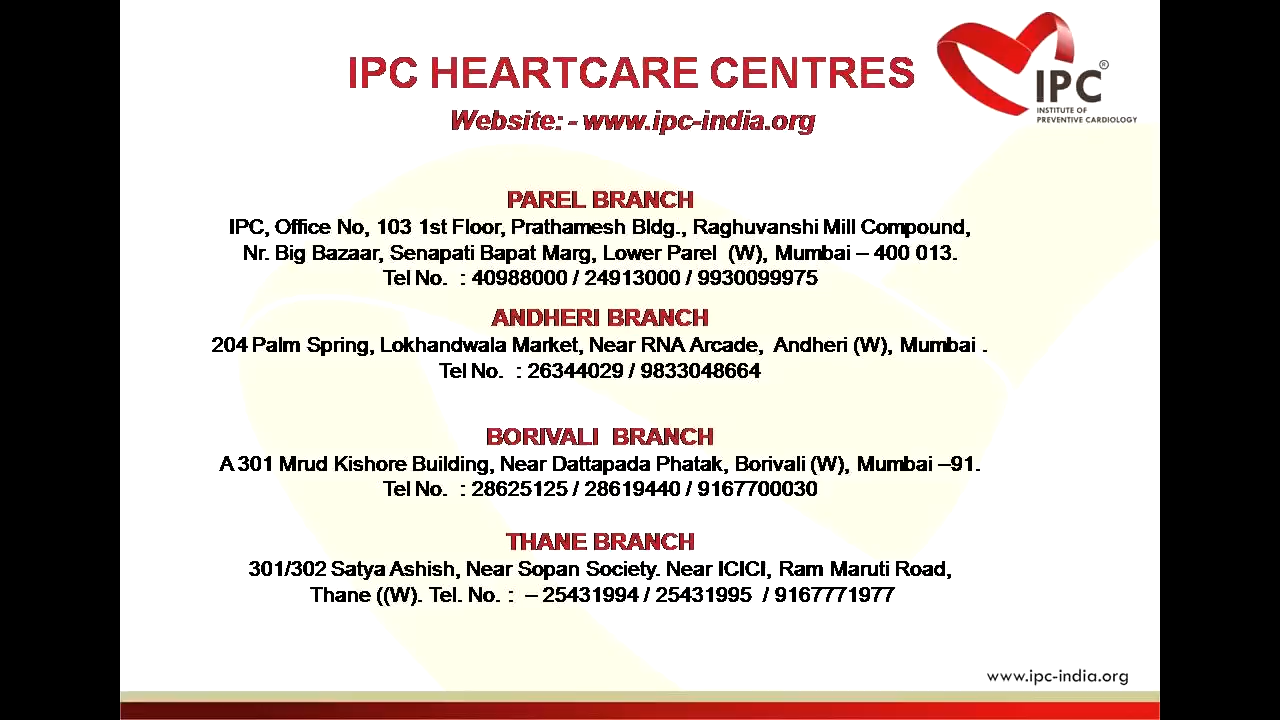 IPC HEARTCARE CENTRES
Website: - www.ipc-india.org
IPC®
INSTITUTE OF
PREVENTIVE CARDIOLOGY
PAREL BRANCH
IPC, Office No, 103 1st Floor, Prathamesh Bldg., Raghuvanshi Mill Compound,
Nr. Big Bazaar, Senapati Bapat Marg, Lower Parel (W), Mumbai – 400 013.
Tel No. : 40988000 / 24913000 / 9930099975
ANDHERI BRANCH
204 Palm Spring, Lokhandwala Market, Near RNA Arcade, Andheri (W), Mumbai .
Tel No. : 26344029 / 9833048664
BORIVALI BRANCH
A 301 Mrud Kishore Building, Near Dattapada Phatak, Borivali (W), Mumbai –91.
Tel No. : 28625125 / 28619440 / 9167700030
THANE BRANCH
301/302 Satya Ashish, Near Sopan Society. Near ICICI, Ram Maruti Road,
Thane ((W). Tel. No. : – 25431994 / 25431995 / 9167771977
www.ipc-india.org